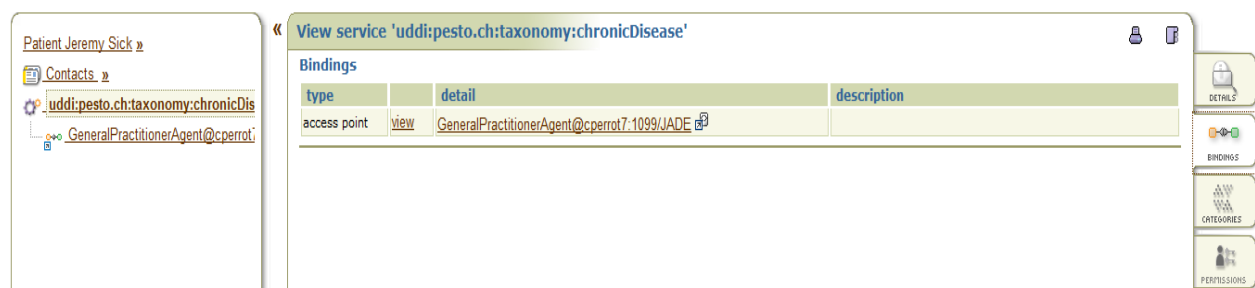 Patient Jeremy Sick »
Contacts »
uddi:pesto.ch:taxonomy:chronicDis
GeneralPractitionerAgent@cperrot7
«
View service 'uddi:pesto.ch:taxonomy:chronicDisease'
Bindings
type detail description
access point view GeneralPractitionerAgent@cperrot7:1099/JADE
DETAILS
BINDINGS
CATEGORIES
PERMISSIONS